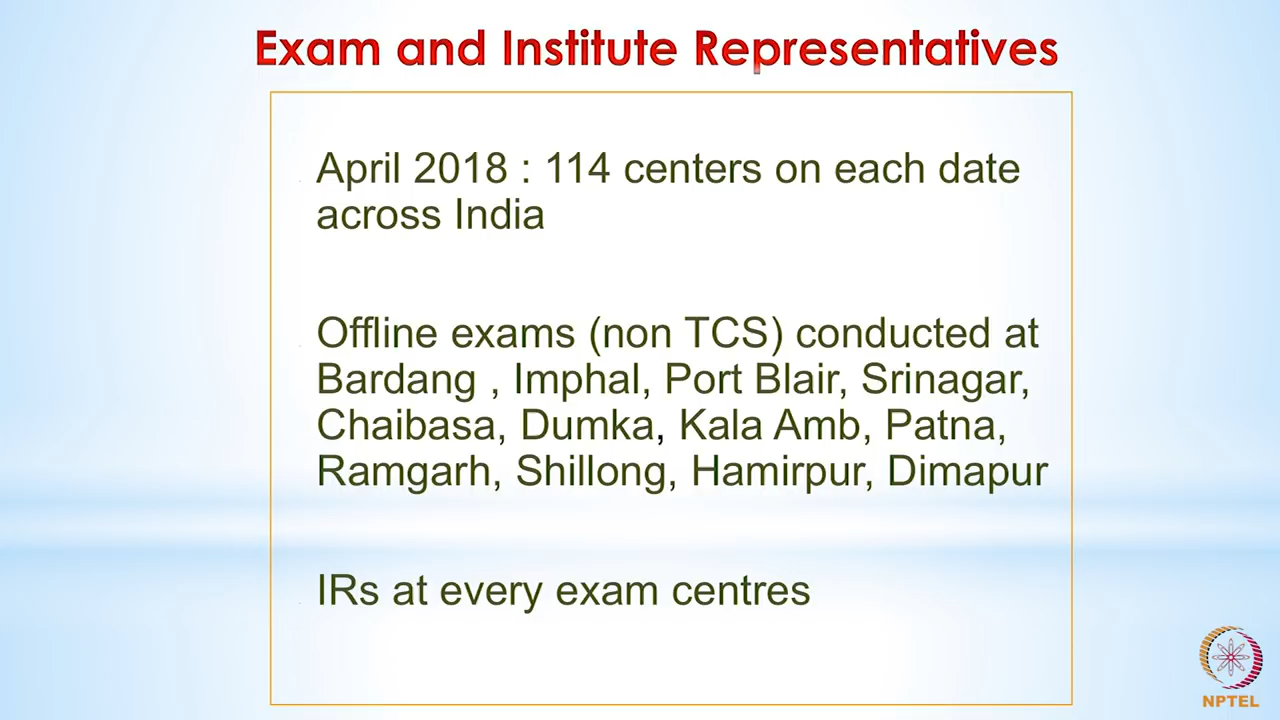 Exam and Institute Representatives
April 2018 : 114 centers on each date
across India
Offline exams (non TCS) conducted at
Bardang , Imphal, Port Blair, Srinagar,
Chaibasa, Dumka, Kala Amb, Patna,
Ramgarh, Shillong, Hamirpur, Dimapur
IRs at every exam centres
NPTEL